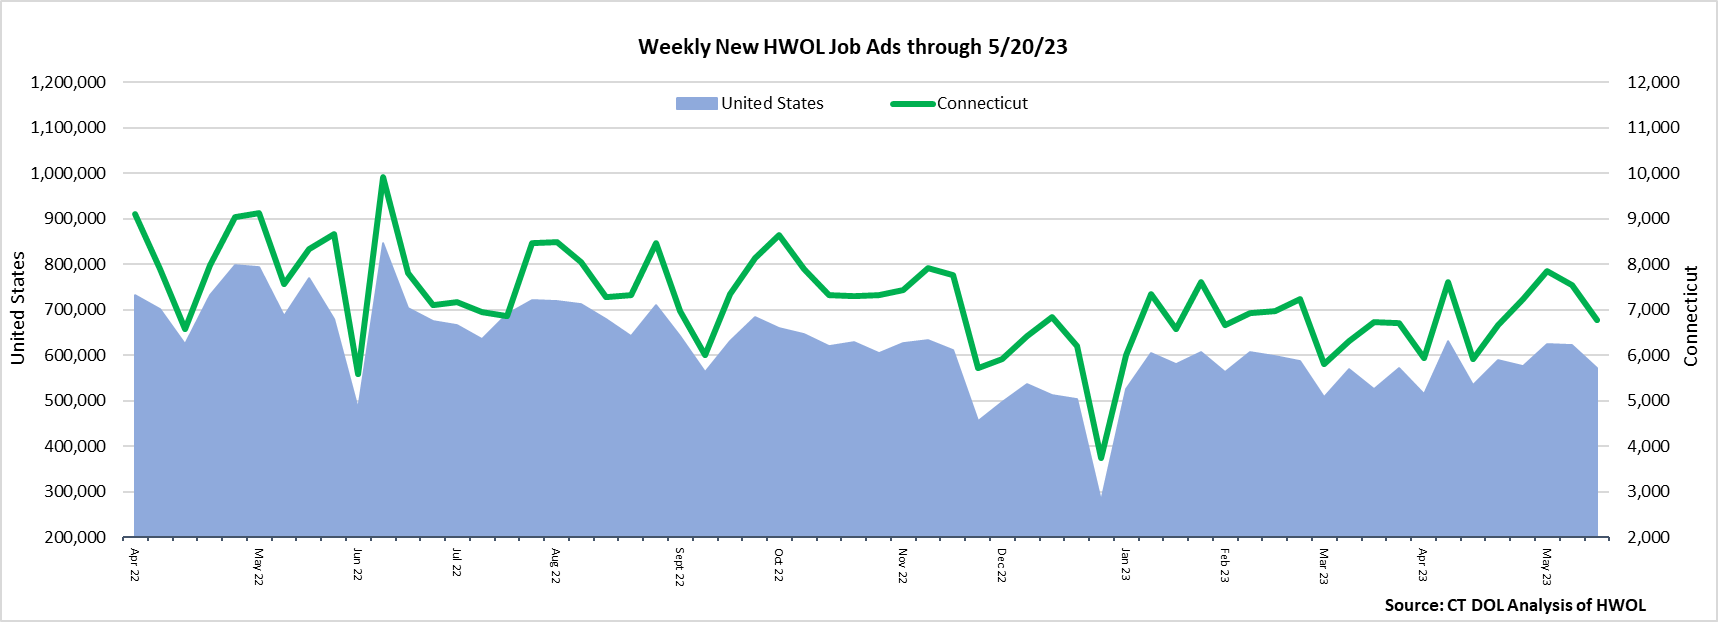 Weekly New HWOL Job Ads through 5/20/23
United States
Connecticut
1,200,000
1,100,000
1,000,000
900,000
800,000
700,000
600,000
500,000
400,000
300,000
200,000
United States
12,000
11,000
10,000
9,000
8,000
7,000
6,000
5,000
4,000
3,000
2,000
Connecticut
Apr 22
May 22
Jun 22
Jul 22
Aug 22
Sept 22
Oct 22
Nov 22
Dec 22
Jan 23
Feb 23
Mar 23
Apr 23
May 23
Source: CT DOL Analysis of HWOL